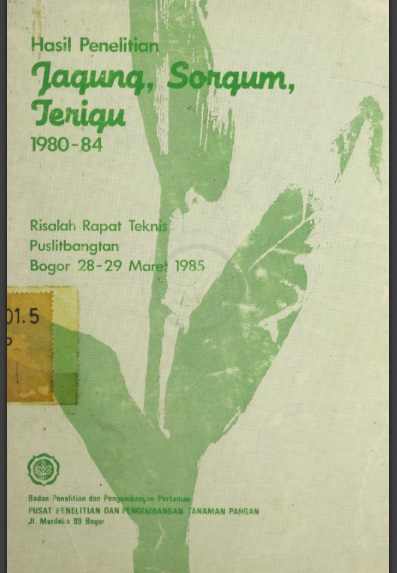 Hasil Penelitian
Jagung, Sorgum,
Terigu
1980-84
Risalah Rapat Teknis
Puslitbangtan
Bogor 28-29 Maret 1985
01.5
P
Badan Penelitian dan Pengembangan Pertanian
PUSAT PENELITIAN DAN PENGEMBANGAN TANAMAN PANGAN
Jl. Merdeka 99 Bogor